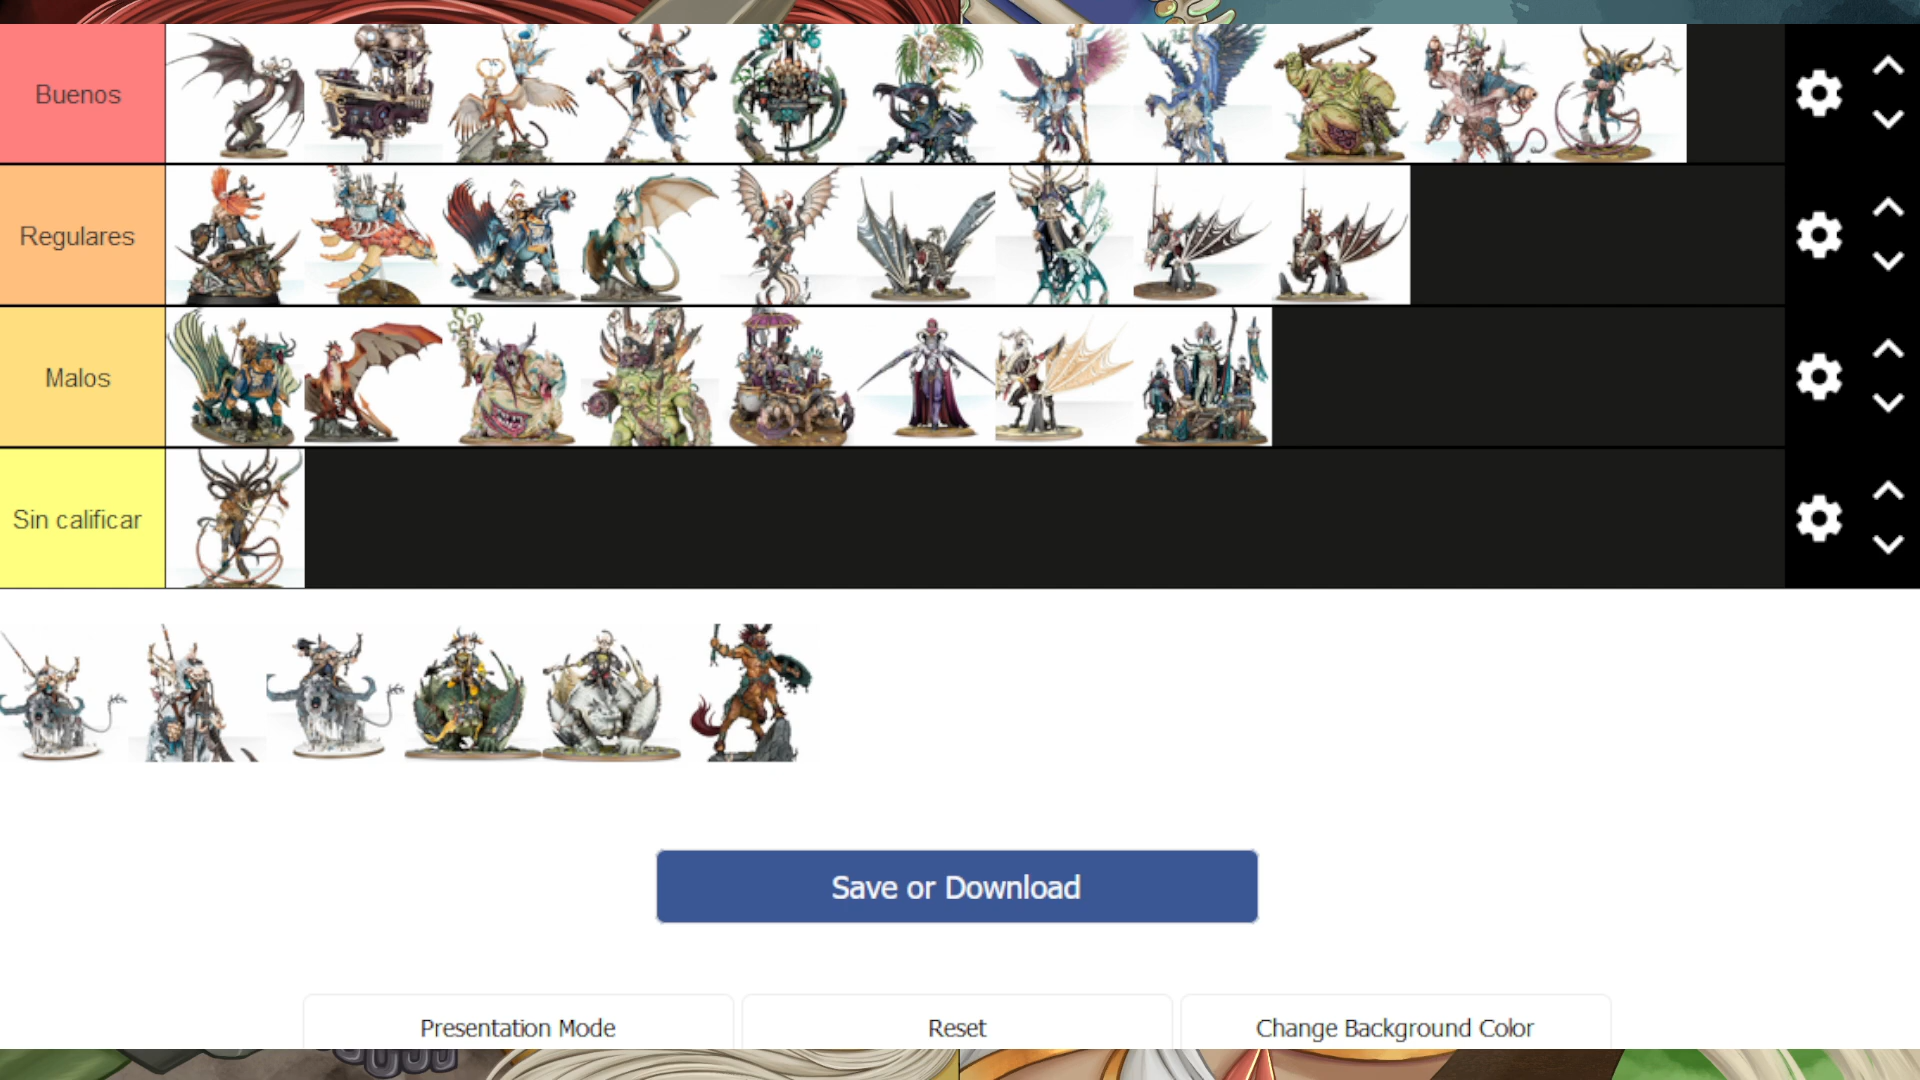 Buenos
Regulares
Malos
Sin calificar
Save or Download
Presentation Mode
Reset
Change Background Color